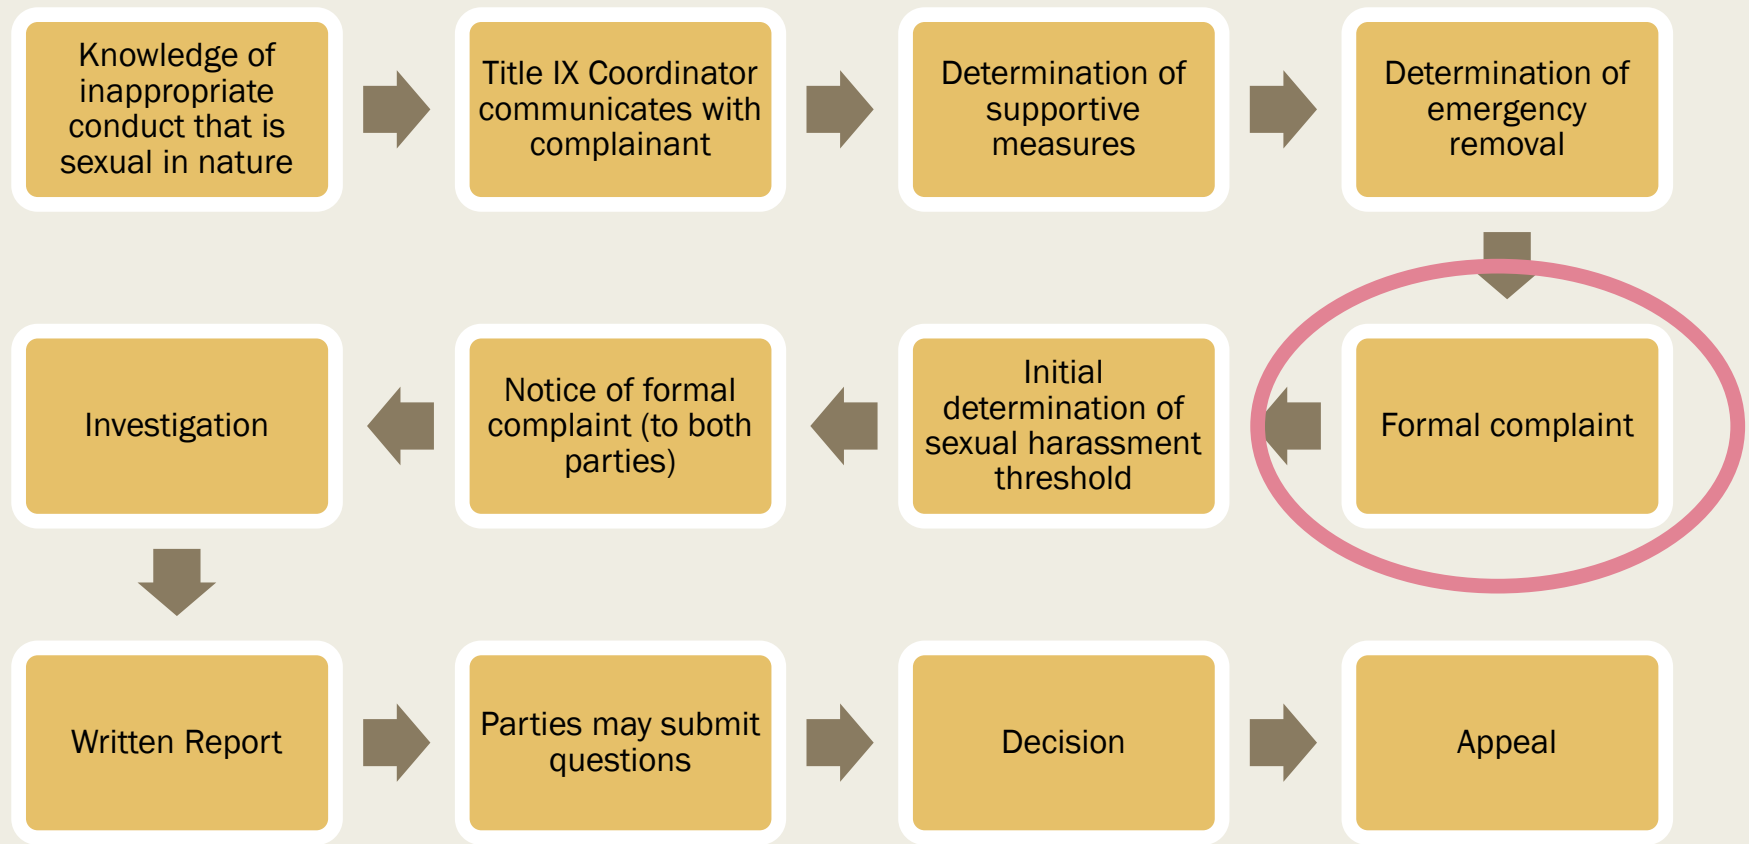 Knowledge of
inappropriate
conduct that is
sexual in nature
Title IX Coordinator
communicates with
complainant
Determination of
supportive
measures
Determination of
emergency
removal
Formal complaint
Initial
determination of
sexual harassment
threshold
Notice of formal
complaint (to both
parties)
Investigation
Written Report
Parties may submit
questions
Decision
Appeal